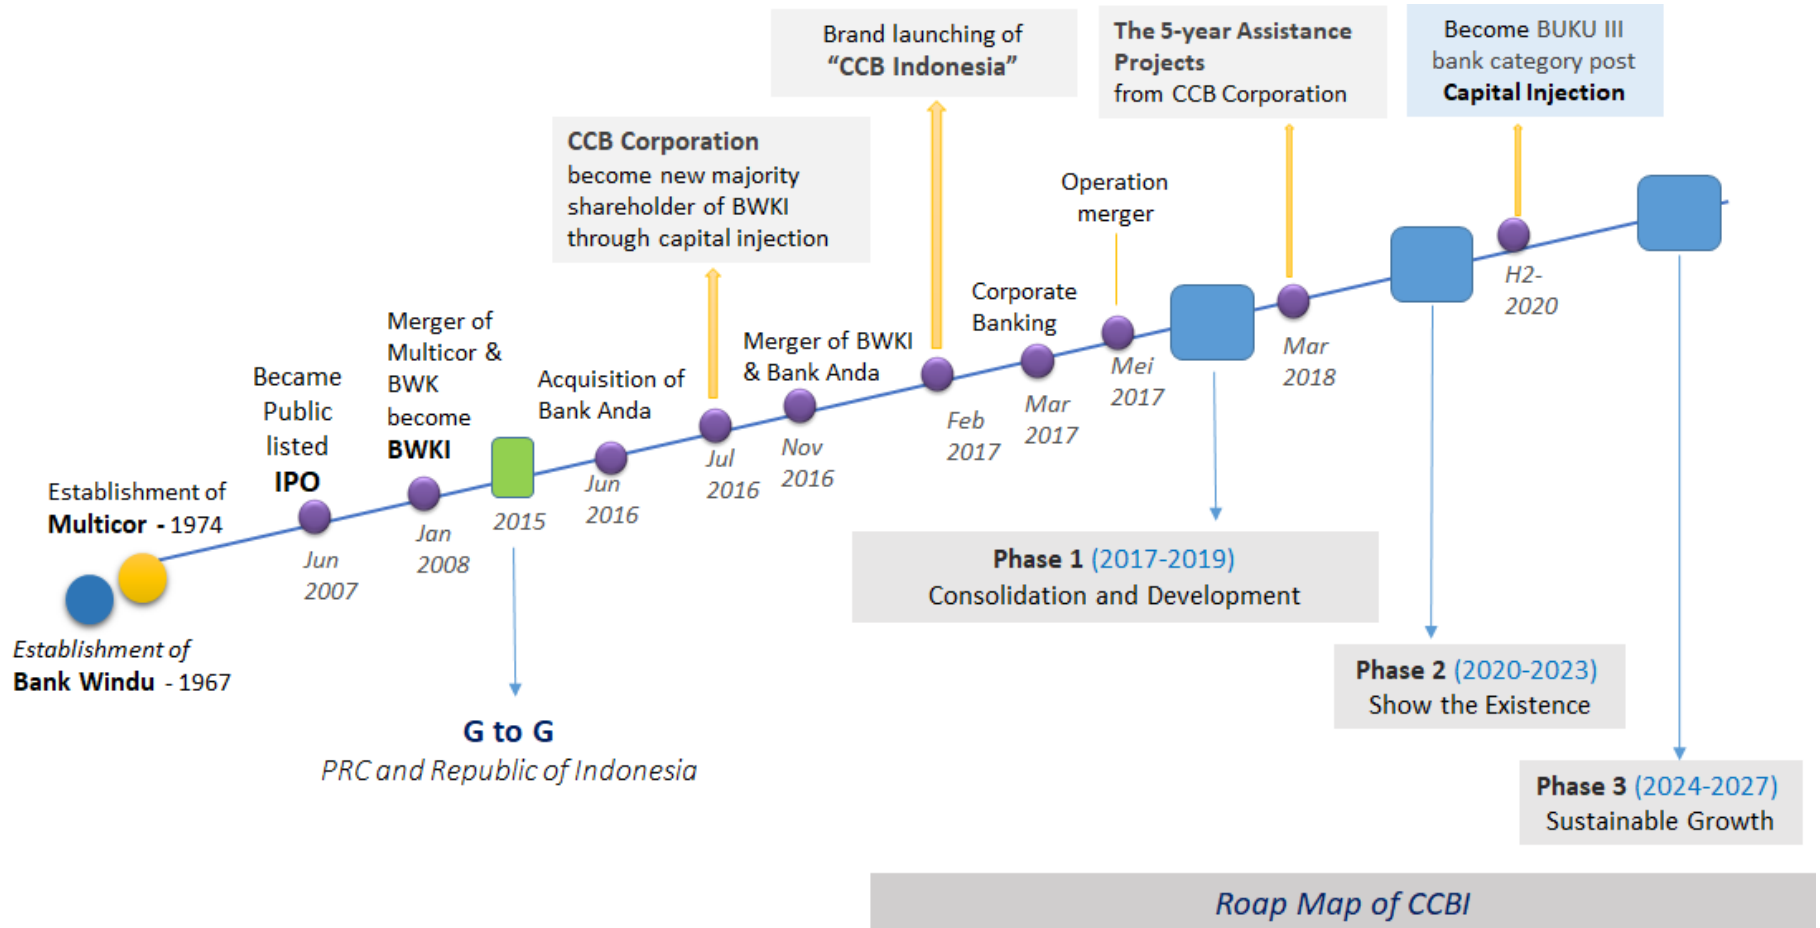 Brand launching of
“CCB Indonesia”
The 5-year Assistance
Projects
from CCB Corporation
Become BUKU III
bank category post
Capital Injection
CCB Corporation
become new majority
shareholder of BWKI
through capital injection
Operation
merger
Corporate
Banking
Merger of BWKI
& Bank Anda
Acquisition of
Bank Anda
Merger of
Multicor &
BWK
become
BWKI
Became
Public
listed
IPO
Establishment of
Multicor - 1974
Establishment of
Bank Windu - 1967
Jun
2007
Jan
2008
2015
Jun
2016
Jul
2016
Nov
2016
Feb
2017
Mar
2017
Mei
2017
Mar
2018
H2-
2020
G to G
PRC and Republic of Indonesia
Phase 1 (2017-2019)
Consolidation and Development
Phase 2 (2020-2023)
Show the Existence
Phase 3 (2024-2027)
Sustainable Growth
Roap Map of CCBI